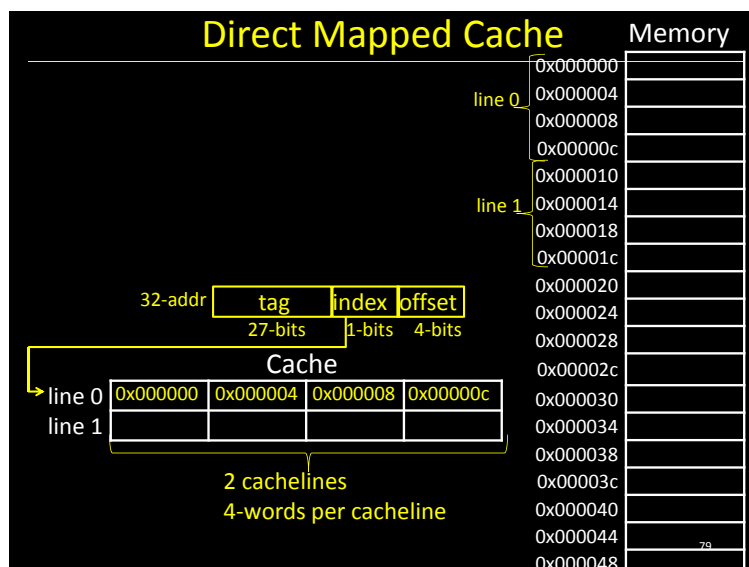 Direct Mapped Cache
Memory
0x000000
0x000004
0x000008
0x00000c
0x000010
0x000014
0x000018
0x00001c
0x000020
0x000024
0x000028
0x00002c
0x000030
0x000034
0x000038
0x00003c
0x000040
0x000044
0x000048
line 0
line 1
32-addr tag index offset
27-bits 1-bits 4-bits
Cache
line 0 0x000000 0x000004 0x000008 0x00000c
line 1
2 cachelines
4-words per cacheline
79